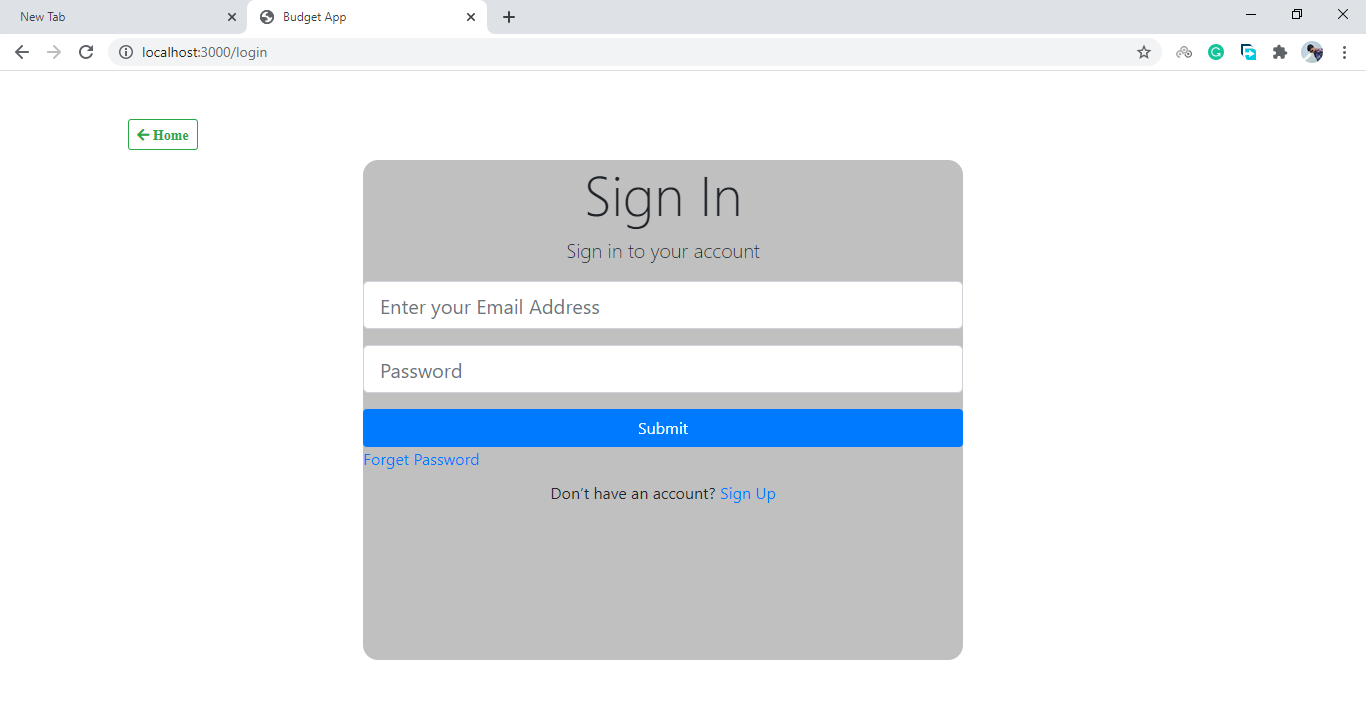 New Tab
Budget App
localhost:3000/login
Home
Sign In
Sign in to your account
Enter your Email Address
Password
Submit
Forget Password
Don't have an account? Sign Up